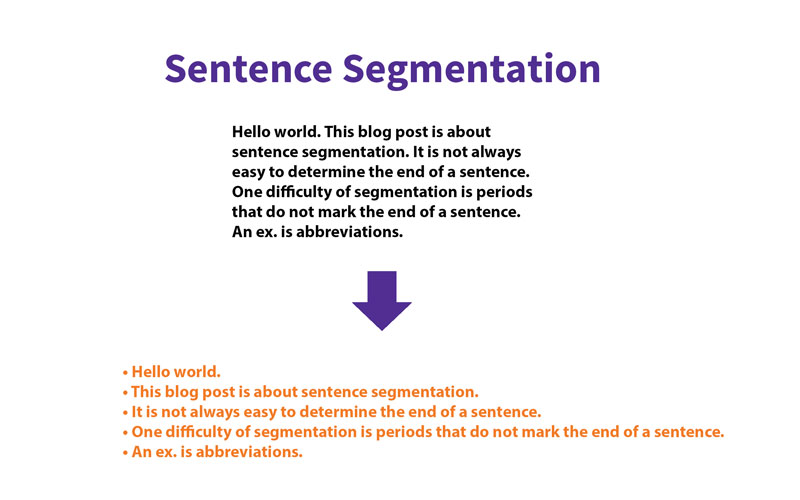 Sentence Segmentation
Hello world. This blog post is about
sentence segmentation. It is not always
easy to determine the end of a sentence.
One difficulty of segmentation is periods
that do not mark the end of a sentence.
An ex. is abbreviations.
• Hello world.
• This blog post is about sentence segmentation.
• It is not always easy to determine the end of a sentence.
• One difficulty of segmentation is periods that do not mark the end of a sentence.
• An ex. is abbreviations.